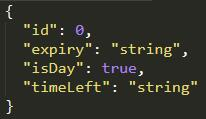 {
"id": 0,
"expiry": "string",
"isDay": true,
"timeLeft": "string"
}